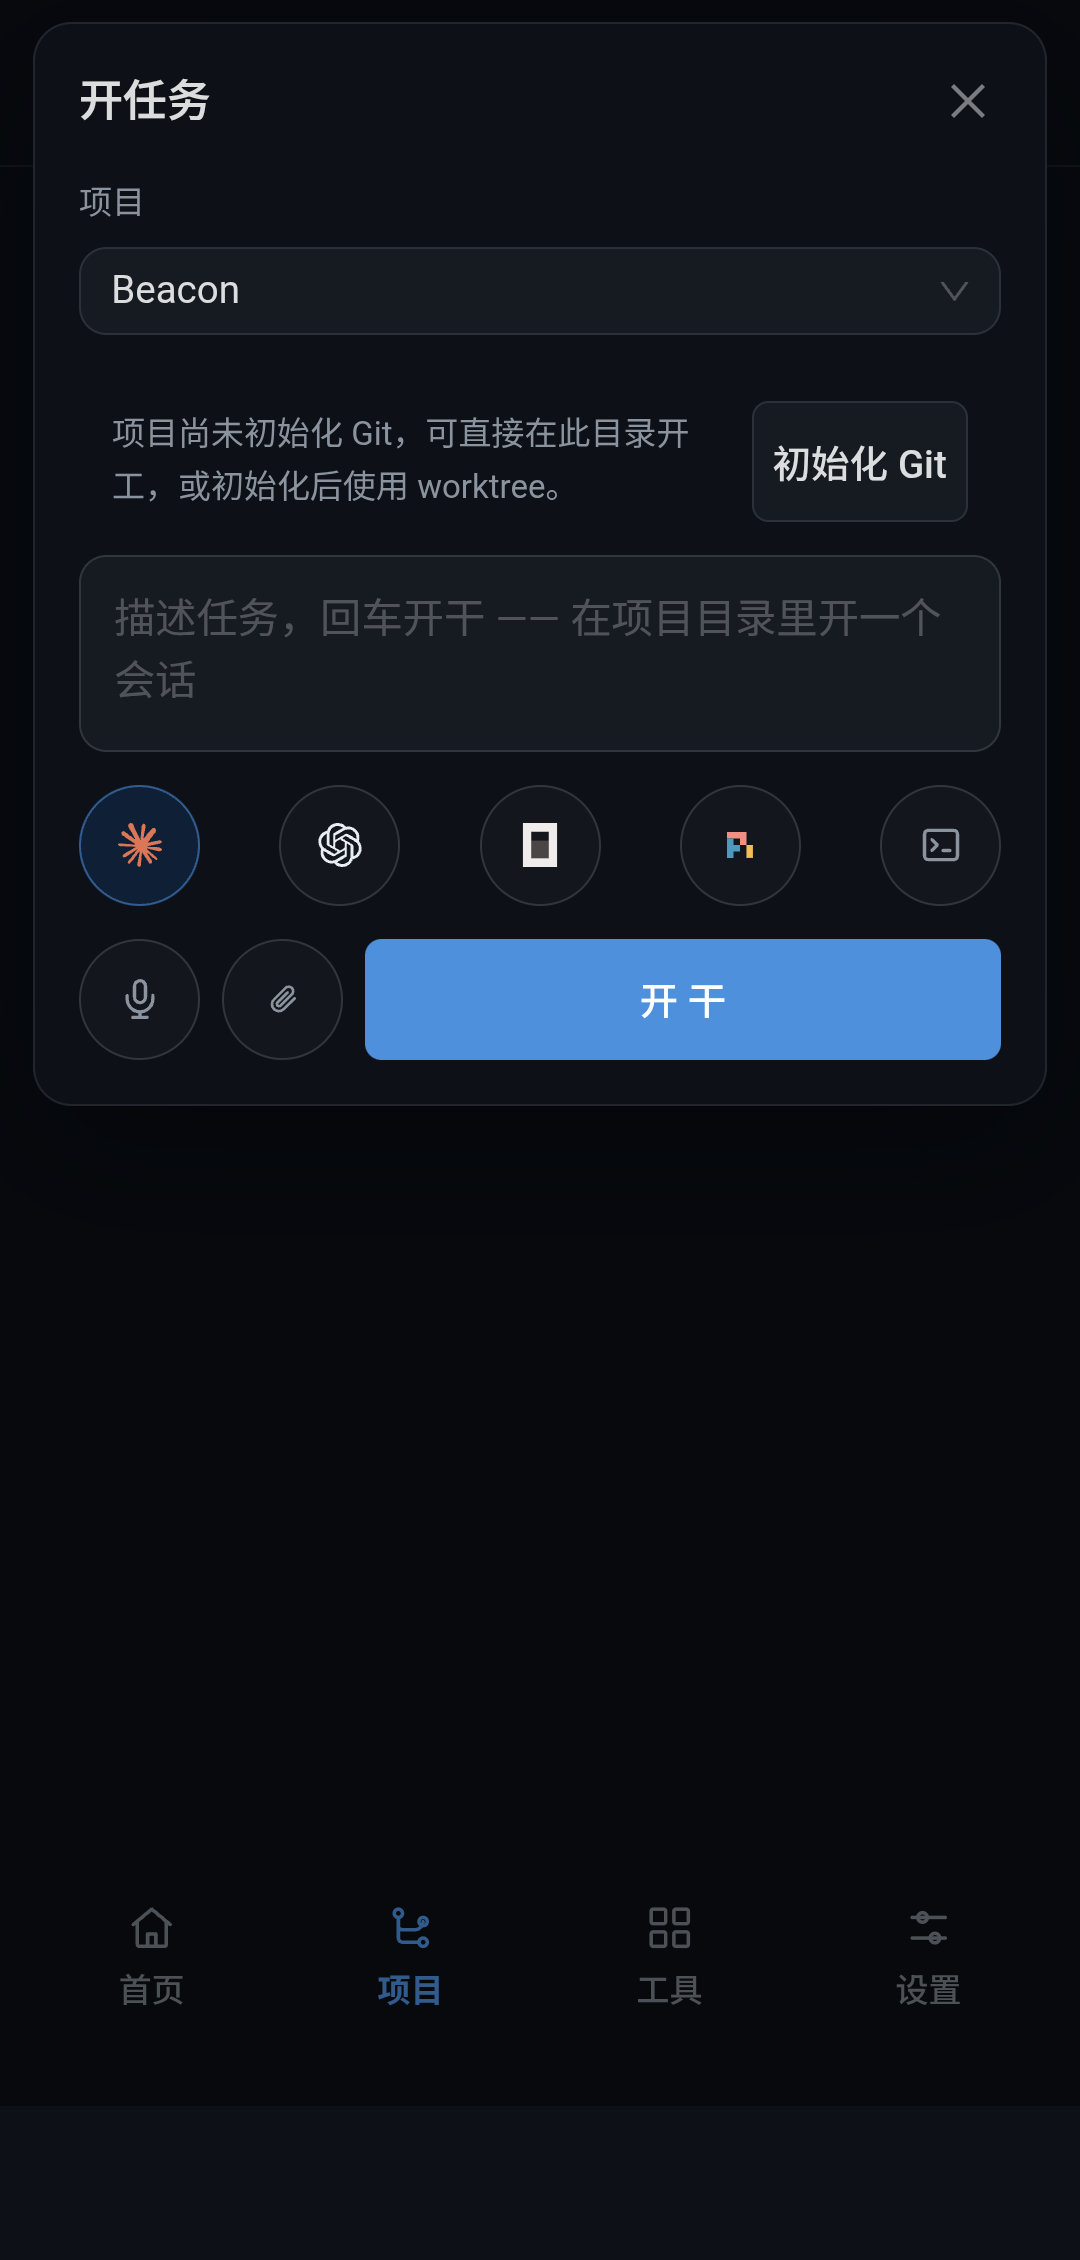 开任务
项目
Beacon
项目尚未初始化 Git，可直接在此目录开
工，或初始化后使用 worktree。
初始化 Git
描述任务，回车开干 —— 在项目目录里开一个
会话
开 干
首页
项目
工具
设置